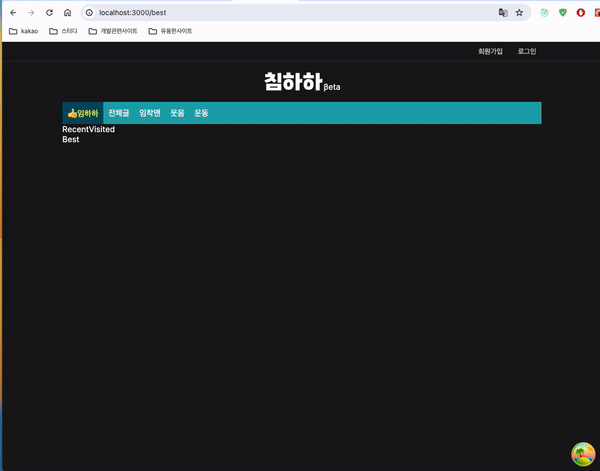 localhost:3000/best
kakao 스터디 개발관련사이트 유용한사이트
회원가입 로그인
침하하 βeta
👍침하하 전체글 침착맨 웃음 운동
RecentVisited
Best